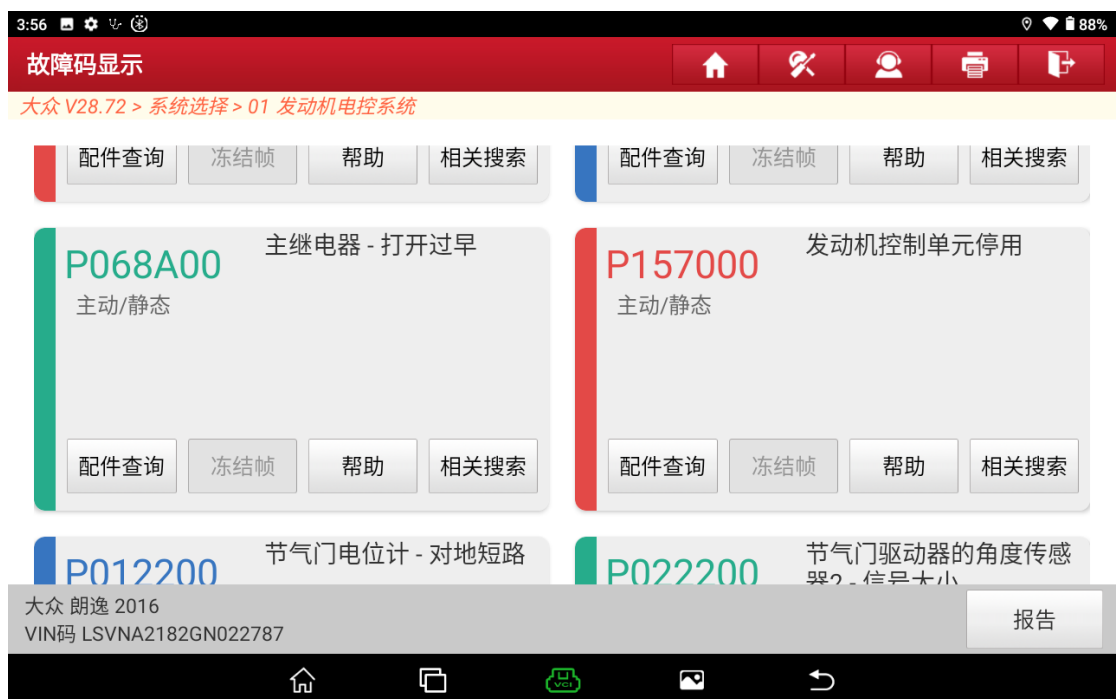 3:56
88%
故障码显示
大众 V28.72 > 系统选择 > 01 发动机电控系统
配件查询 冻结帧 帮助 相关搜索
配件查询 冻结帧 帮助 相关搜索
P068A00
主继电器 - 打开过早
主动/静态
配件查询 冻结帧 帮助 相关搜索
P157000
发动机控制单元停用
主动/静态
配件查询 冻结帧 帮助 相关搜索
P012200
节气门电位计 - 对地短路
P022200
节气门驱动器的角度传感
器2 - 信号太小
大众 朗逸 2016
VIN码 LSVNA2182GN022787
报告
VCI